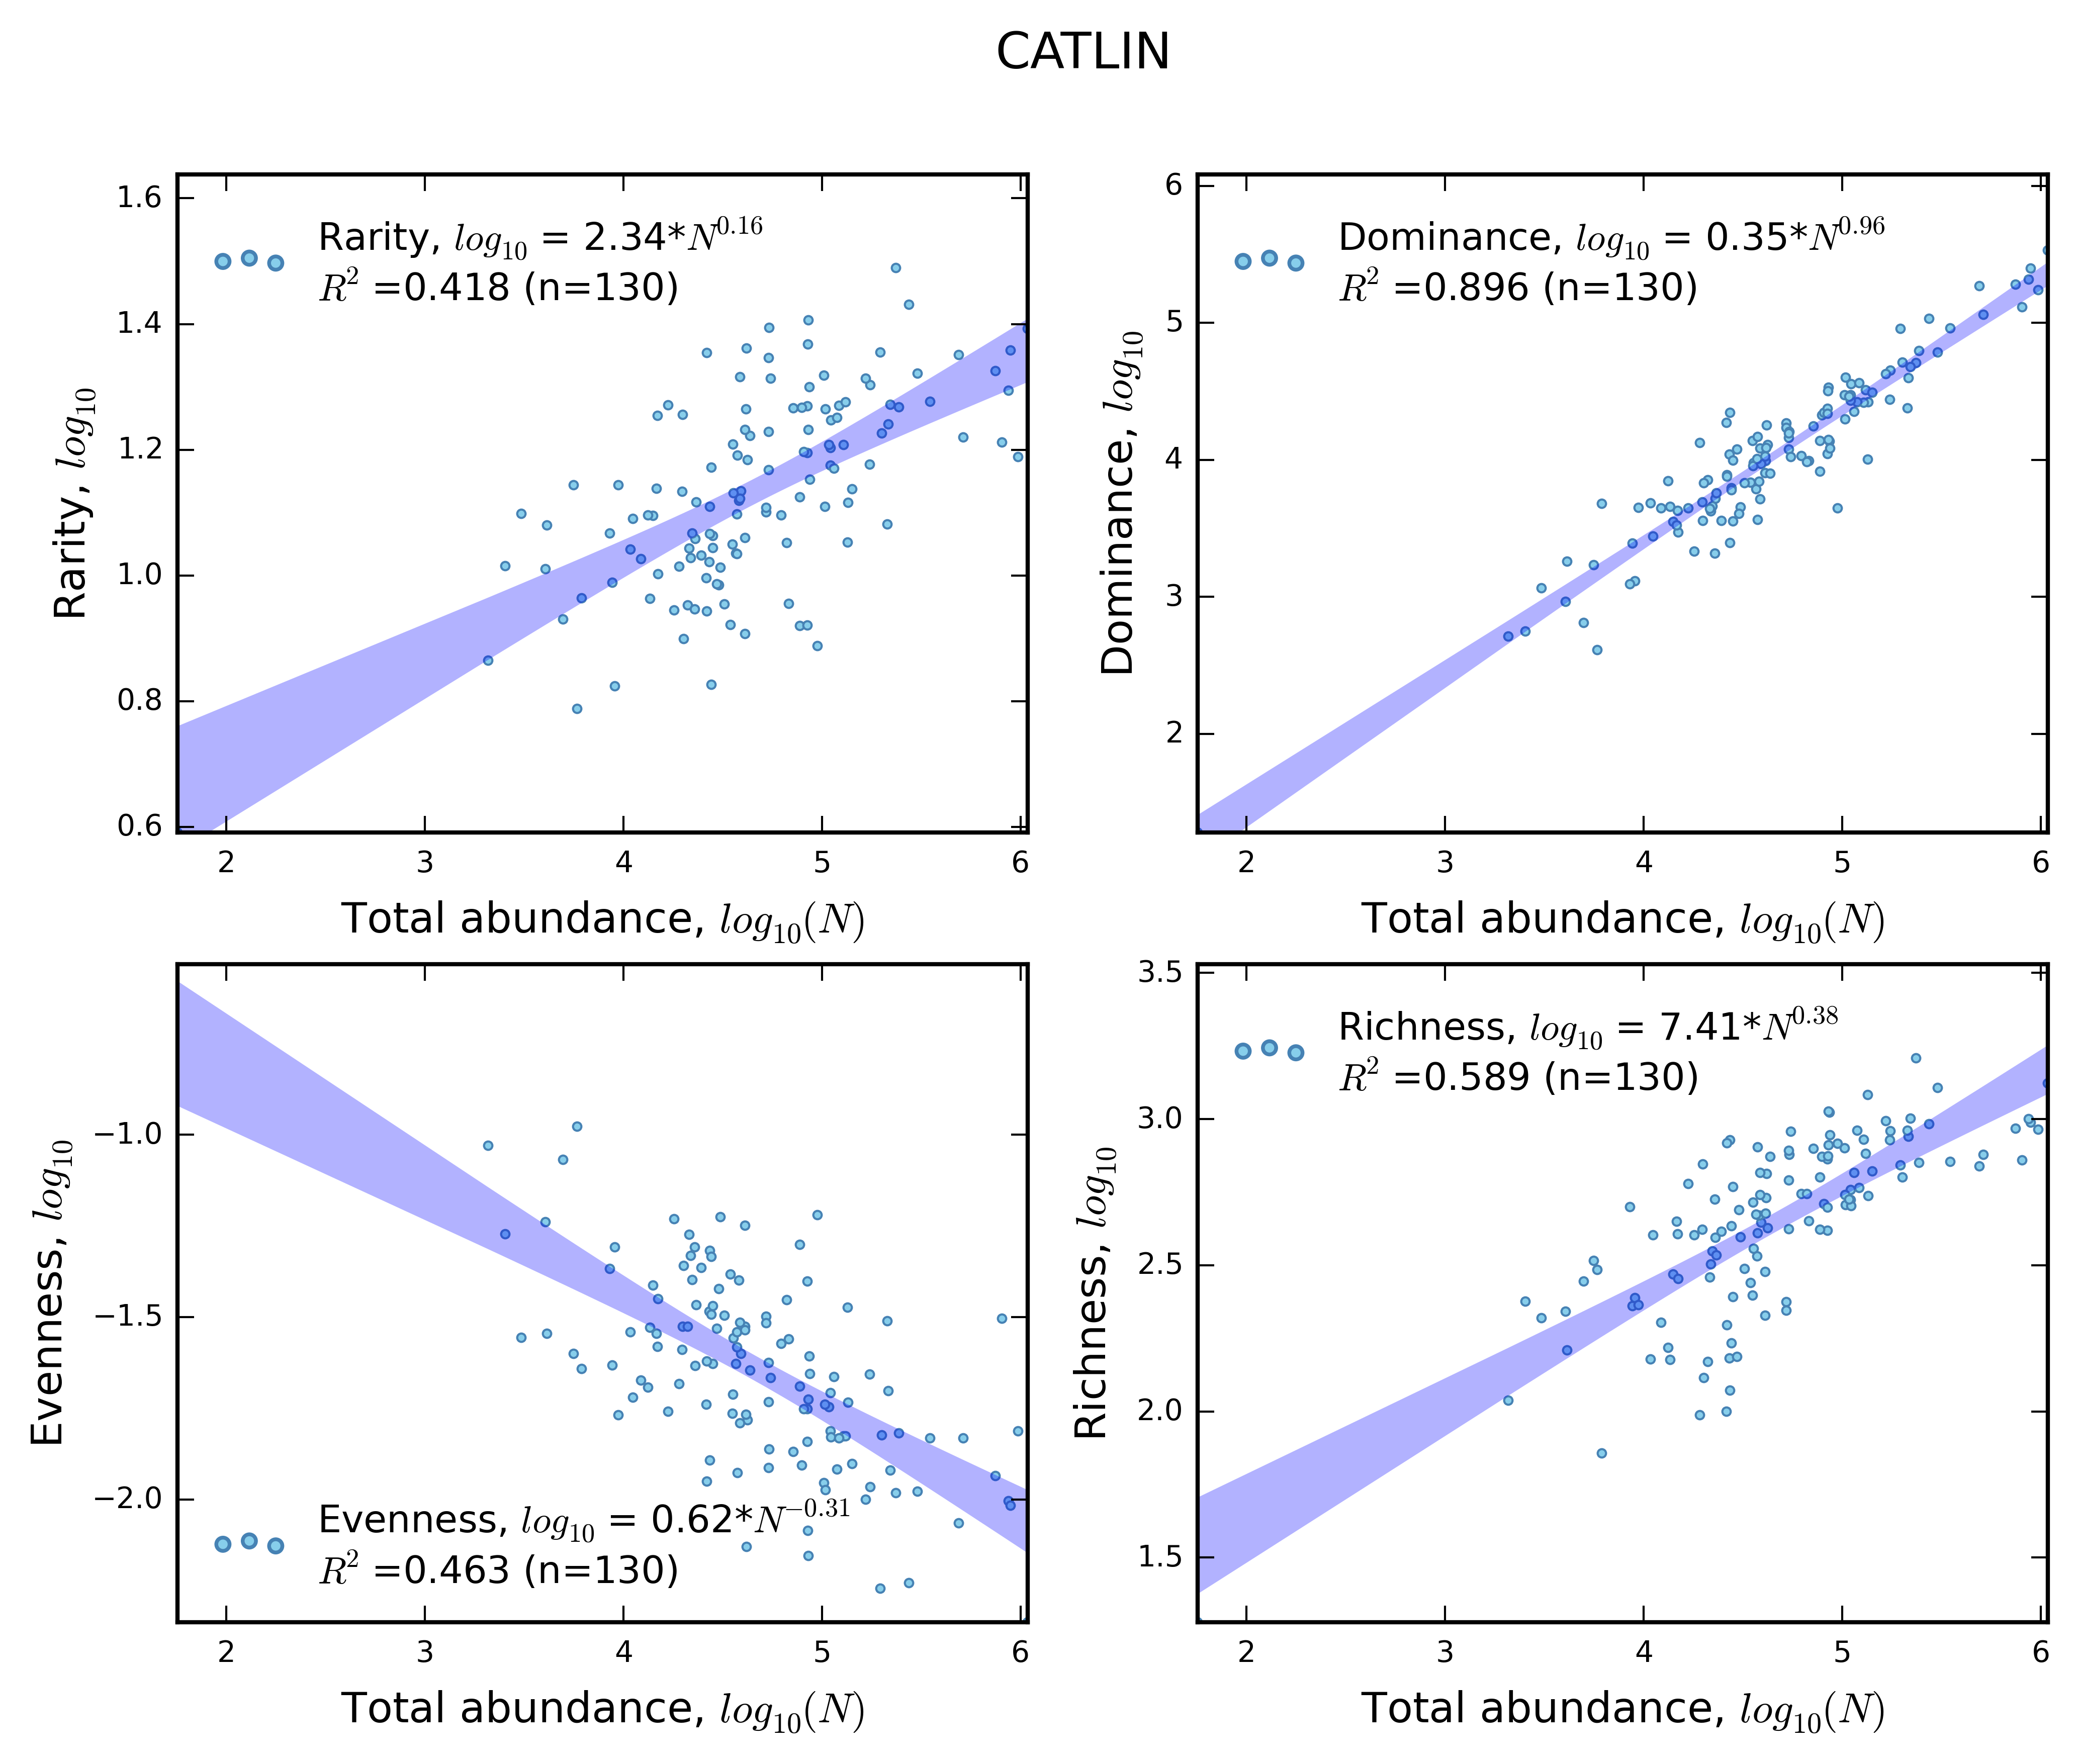 CATLIN
Rarity, log10 = 2.34*N^0.16
R^2 =0.418 (n=130)
1.6
1.4
1.2
1.0
0.8
0.6
Rarity, log10
2 3 4 5 6
Total abundance, log10(N)
Dominance, log10 = 0.35*N^0.96
R^2 =0.896 (n=130)
6
5
4
3
2
Dominance, log10
2 3 4 5 6
Total abundance, log10(N)
−1.0
−1.5
−2.0
Evenness, log10
Evenness, log10 = 0.62*N^−0.31
R^2 =0.463 (n=130)
2 3 4 5 6
Total abundance, log10(N)
Richness, log10 = 7.41*N^0.38
R^2 =0.589 (n=130)
3.5
3.0
2.5
2.0
1.5
Richness, log10
2 3 4 5 6
Total abundance, log10(N)